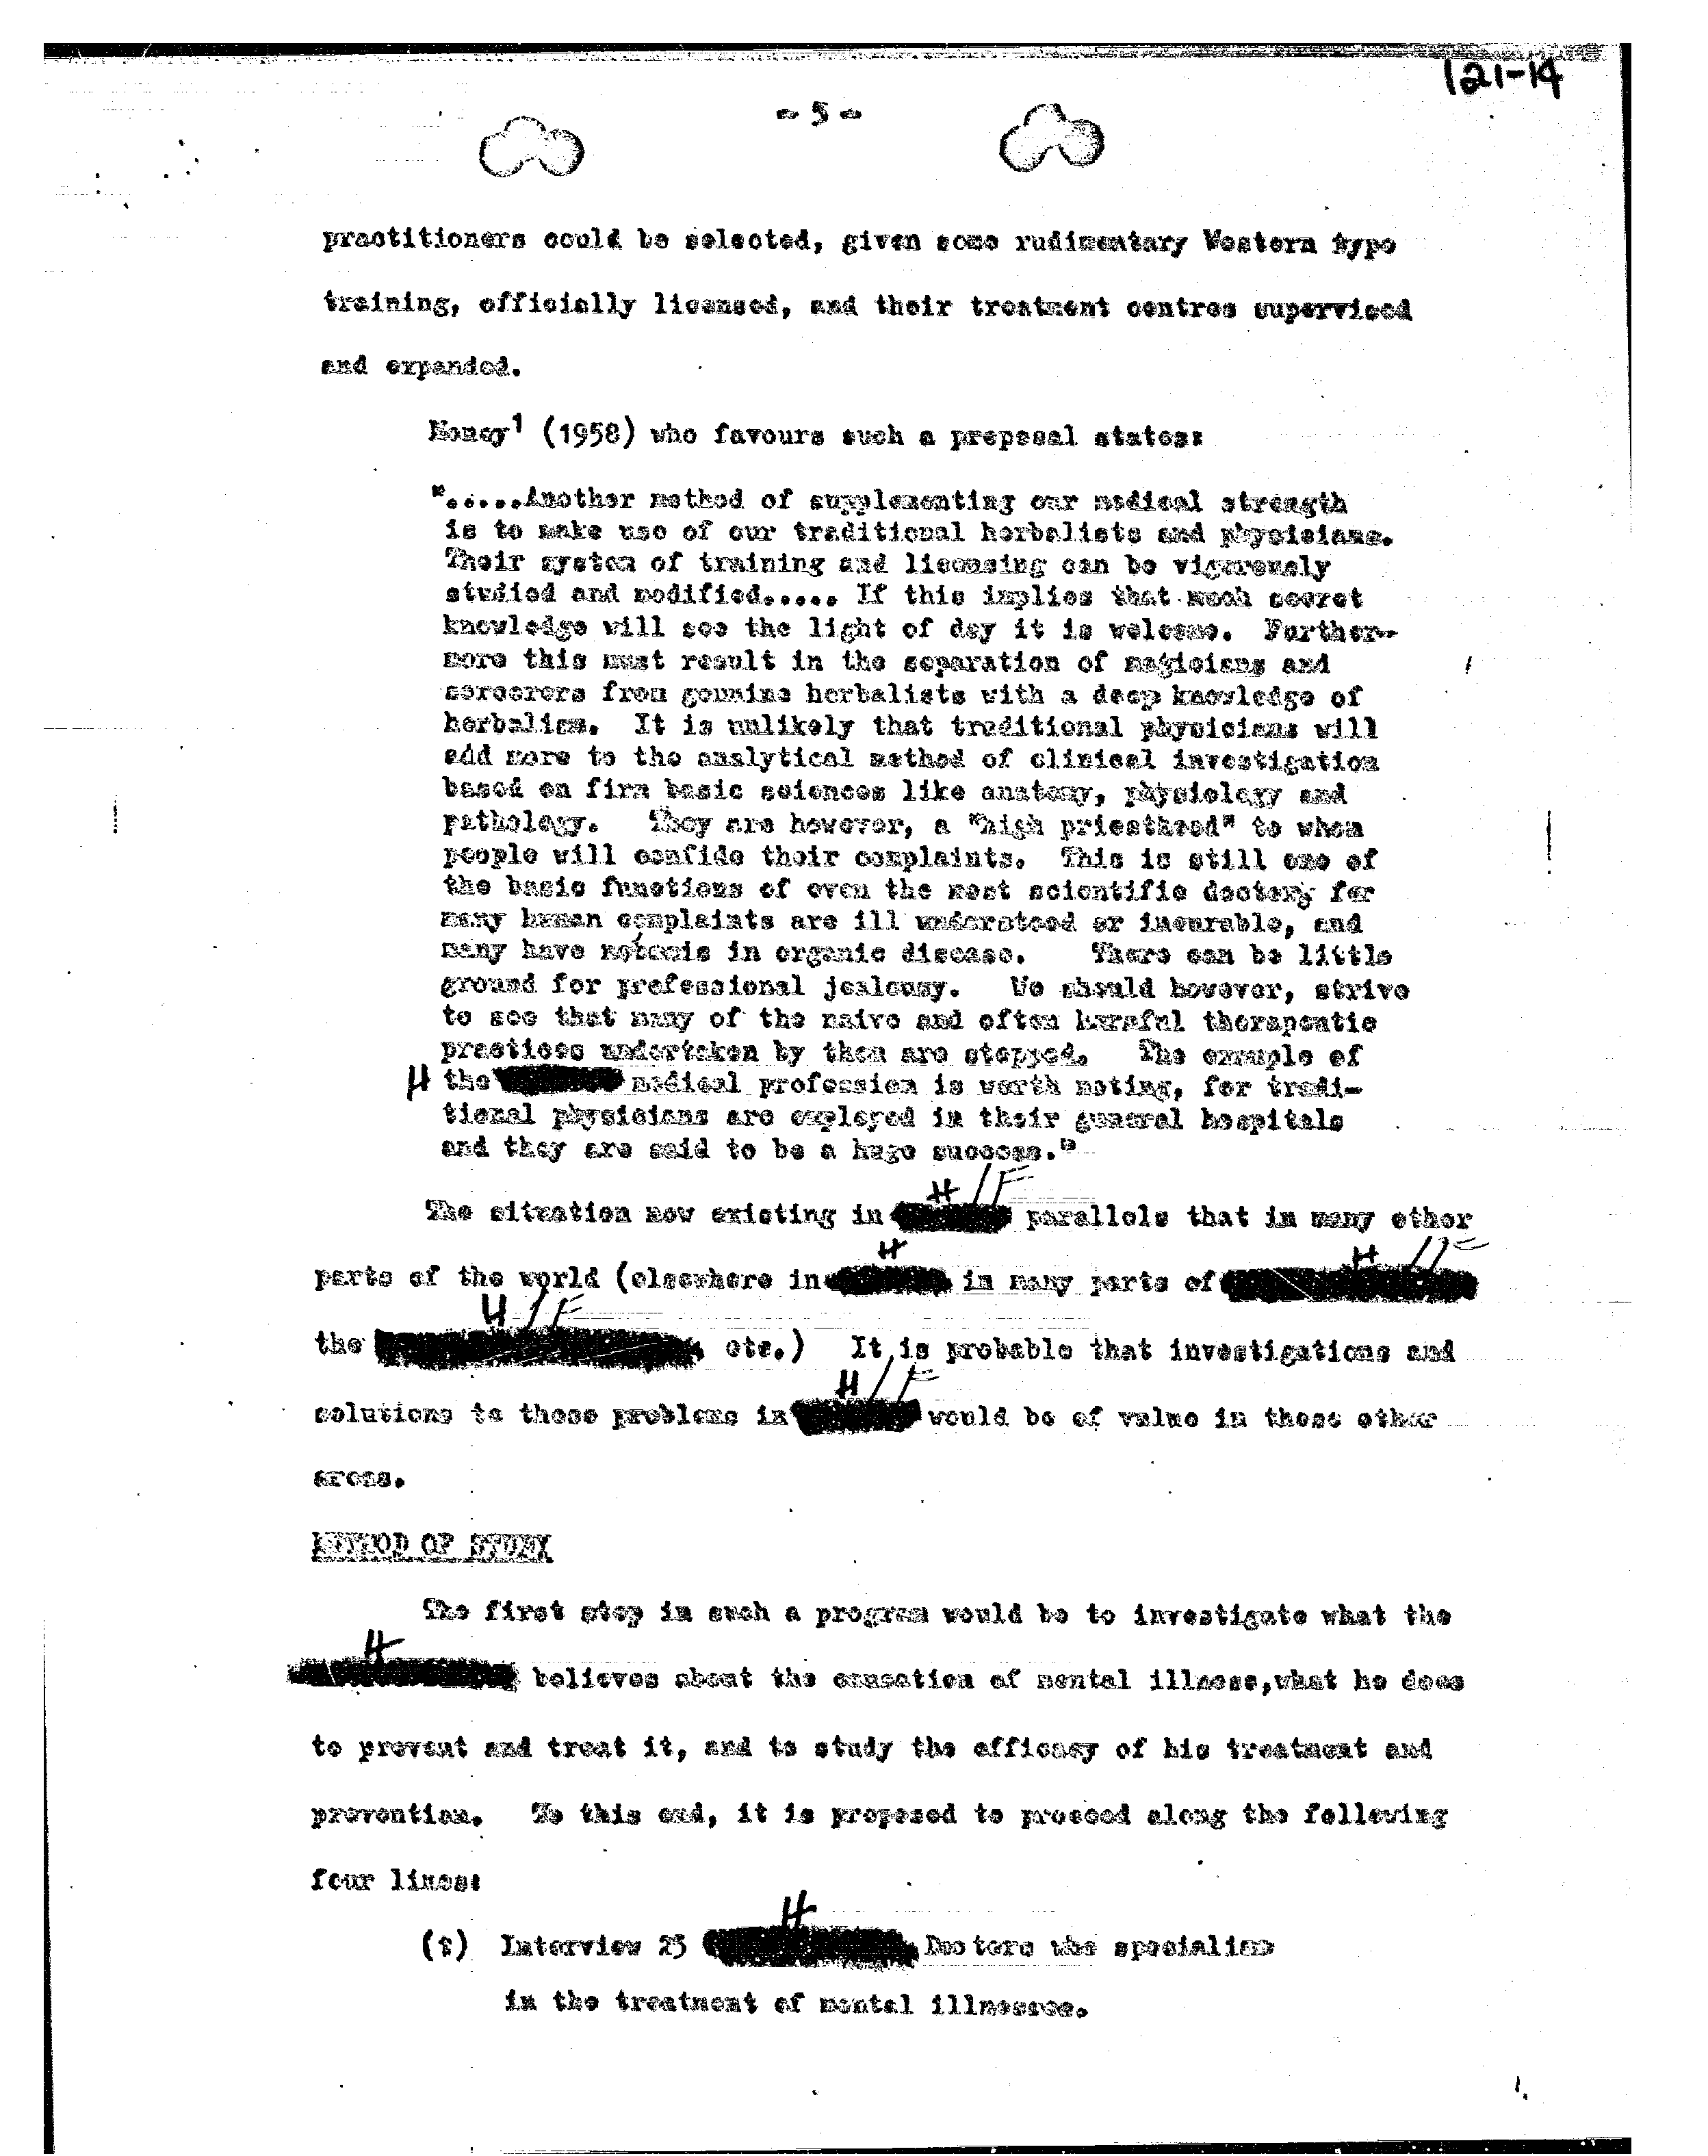 121-14
- 5 -
practitioners could be selected, given some rudimentary Western type
training, officially licensed, and their treatment centres supervised
and expanded.
(1958) who favours such a proposal states:
".....Another method of supplementing our medical strength
is to make use of our traditional herbalists and physicians.
Their system of training and licensing can be vigorously
studied and modified..... If this implies that much secret
knowledge will see the light of day it is welcome. Further-
more this must result in the separation of magicians and
sorcerers from genuine herbalists with a deep knowledge of
herbalism. It is unlikely that traditional physicians will
add more to the analytical method of clinical investigation
based on firm basic sciences like anatomy, physiology and
pathology. They are however, a "high priesthood" to whom
people will confide their complaints. This is still one of
the basic functions of even the most scientific doctors for
many human complaints are ill understood or incurable, and
many have no basis in organic disease. There can be little
ground for professional jealousy. We should however, strive
to see that many of the naive and often harmful therapeutic
practices undertaken by them are stopped. The example of
H the medical profession is worth noting, for tradi-
tional physicians are employed in their general hospitals
and they are said to be a huge success."
H / F
The situation now existing in parallels that in many other
H H
parts of the world (elsewhere in in many parts of
H / F
the , etc.) It is probable that investigations and
H / F
solutions to these problems in would be of value in these other
areas.
METHOD OF STUDY
The first step in such a program would be to investigate what the
H
believes about the causation of mental illness, what he does
to prevent and treat it, and to study the efficacy of his treatment and
prevention. To this end, it is proposed to proceed along the following
four lines:
H
Interview 25 Doctors who specialize
in the treatment of mental illnesses.